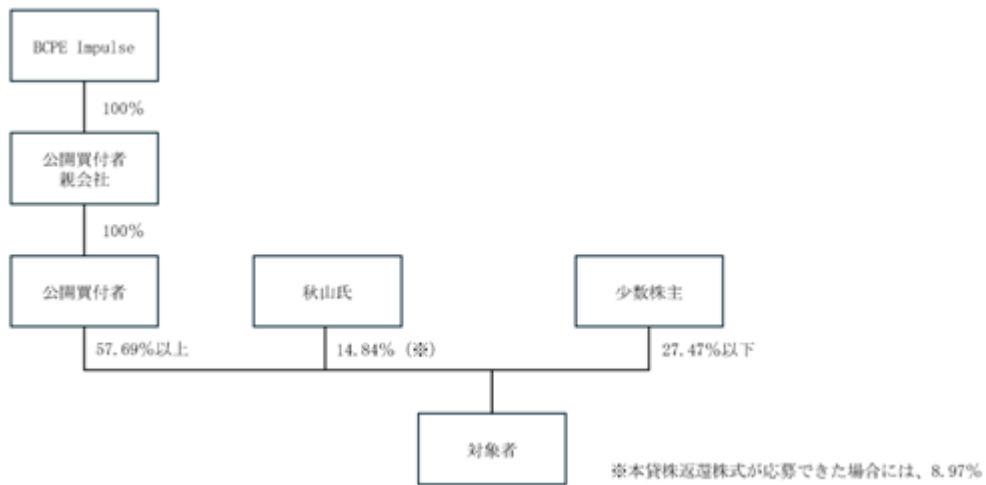 BCPE Impulse
100%
公開買付者
親会社
100%
公開買付者
秋山氏
少数株主
57.69%以上
14.84% (※)
27.47%以下
対象者
※本貸株返還株式が応募できた場合には、8.97%